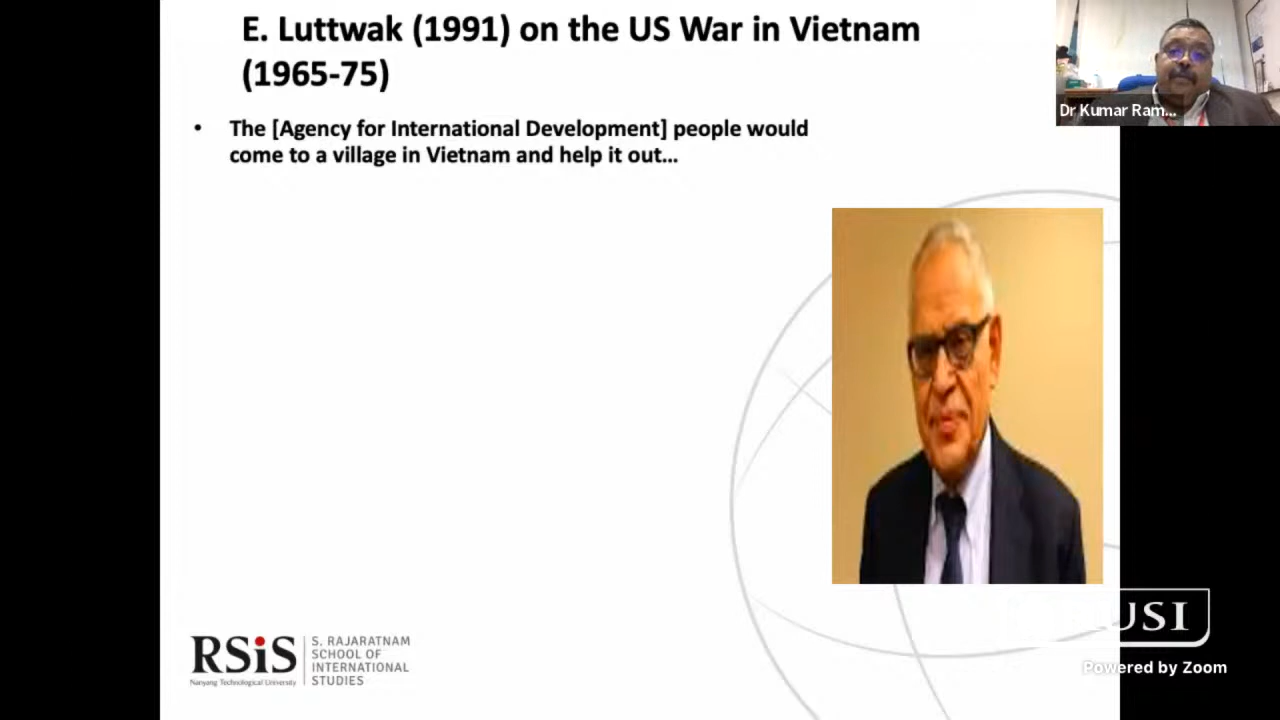 E. Luttwak (1991) on the US War in Vietnam
(1965-75)
Dr Kumar Ram...
• The [Agency for International Development] people would
come to a village in Vietnam and help it out...
RSiS
Nanyang Technological University
S. RAJARATNAM
SCHOOL OF
INTERNATIONAL
STUDIES
USI
Powered by Zoom